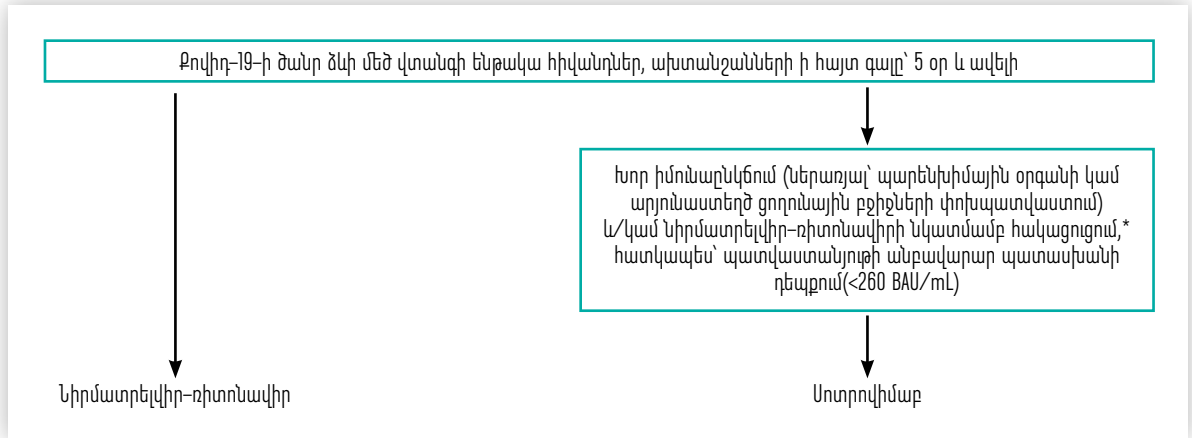 Քովիդ–19–ի ծանր ձևի մեծ վտանգի ենթակա հիվանդներ, ախտանշանների ի հայտ գալը՝ 5 օր և ավելի
Խոր իմունաընկճում (ներառյալ՝ պարենխիմային օրգանի կամ
արյունաստեղծ ցողունային բջիջների փոխպատվաստում)
և/կամ նիրմատրելվիր–ռիտոնավիրի նկատմամբ հակացուցում,*
հատկապես՝ պատվաստանյութի անբավարար պատասխանի
դեպքում(<260 BAU/mL)
Նիրմատրելվիր–ռիտոնավիր
Սոտրովիմաբ